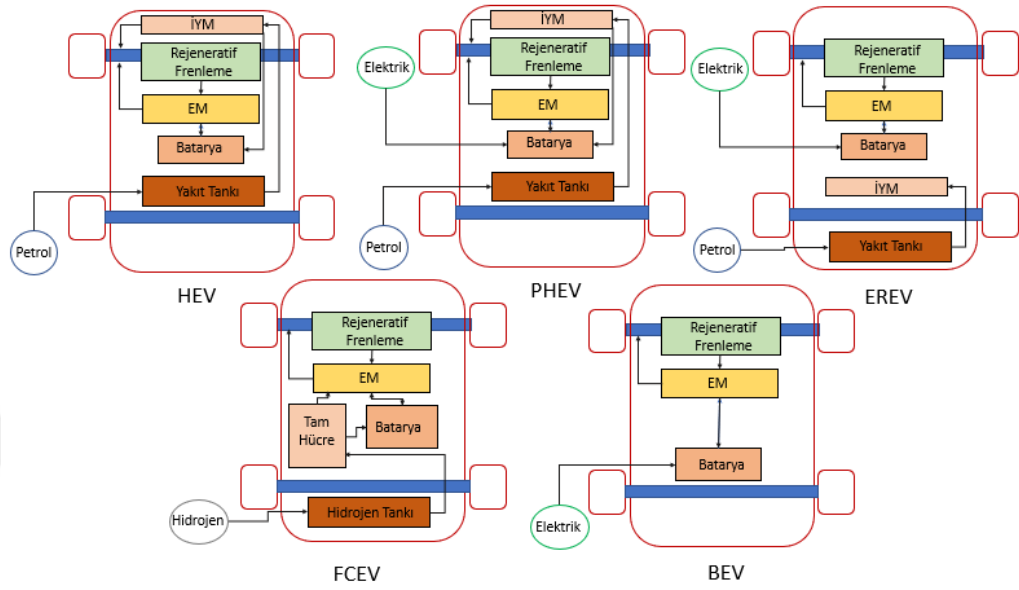 İYM
Rejeneratif
Frenleme
EM
Batarya
Yakıt Tankı
Petrol
HEV
İYM
Elektrik
Rejeneratif
Frenleme
EM
Batarya
Yakıt Tankı
Petrol
PHEV
Elektrik
Rejeneratif
Frenleme
EM
Batarya
İYM
Petrol
Yakıt Tankı
EREV
Rejeneratif
Frenleme
EM
Tam
Hücre
Batarya
Hidrojen
Hidrojen Tankı
FCEV
Rejeneratif
Frenleme
EM
Batarya
Elektrik
BEV